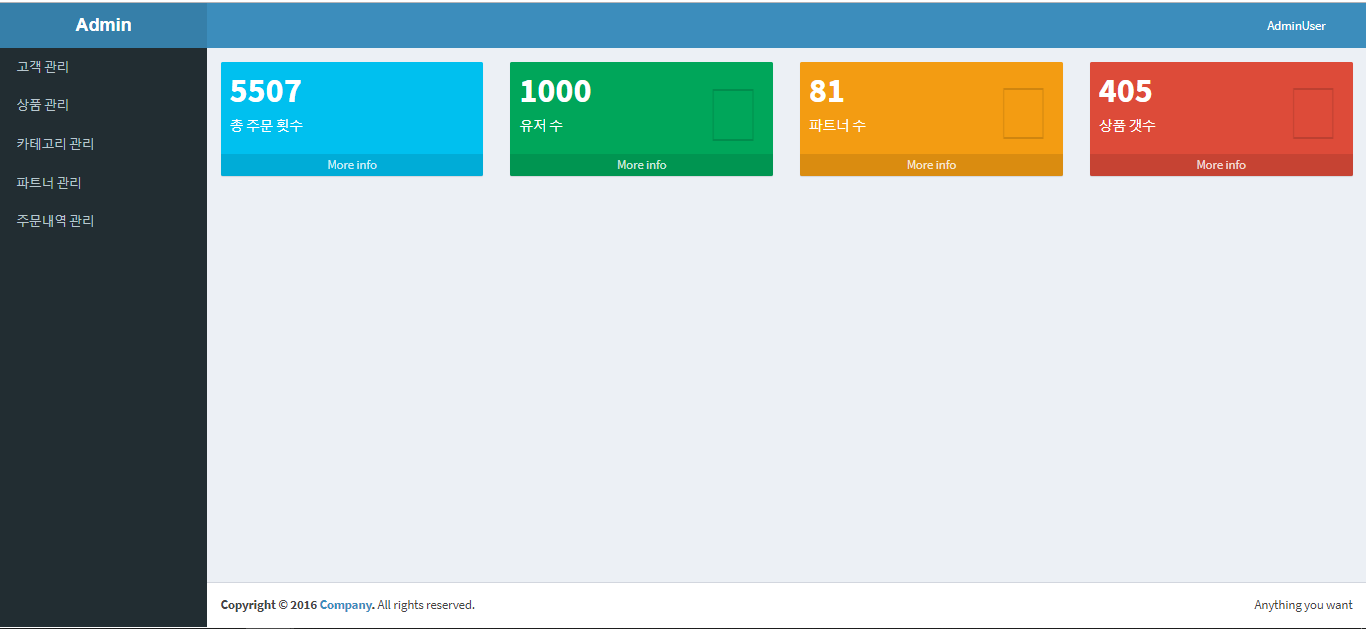 Admin
AdminUser
고객 관리
상품 관리
카테고리 관리
파트너 관리
주문내역 관리
5507
총 주문 횟수
More info
1000
유저 수
More info
81
파트너 수
More info
405
상품 갯수
More info
Copyright © 2016 Company. All rights reserved.
Anything you want